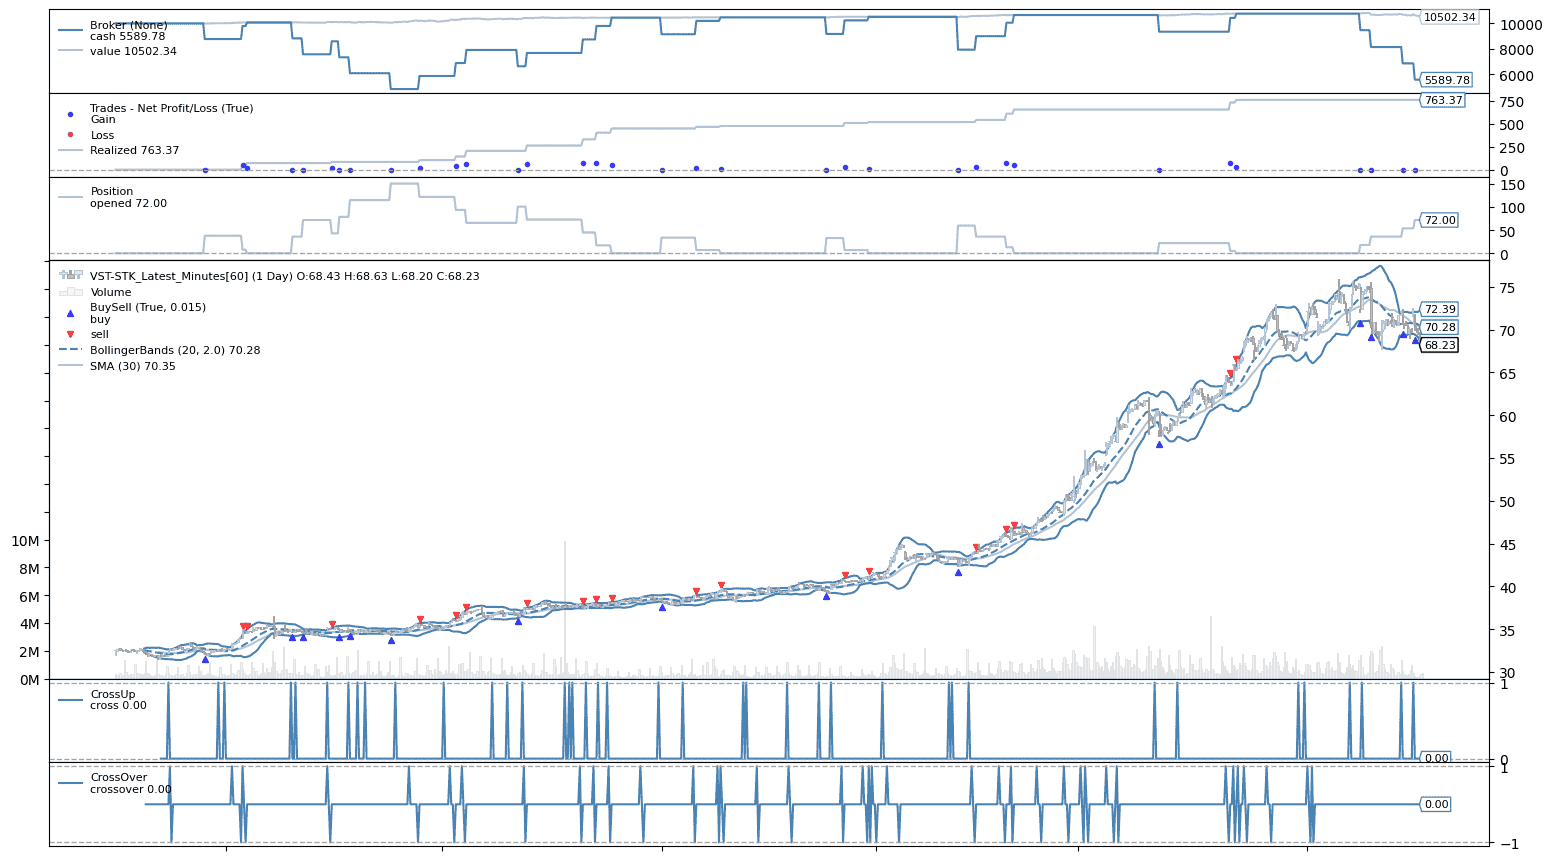 Broker (None)
cash 5589.78
value 10502.34
10502.34
10000
8000
6000
5589.78
Trades - Net Profit/Loss (True)
Gain
Loss
Realized 763.37
763.37
750
500
250
0
Position
opened 72.00
150
100
72.00
50
0
VST-STK_Latest_Minutes[60] (1 Day) O:68.43 H:68.63 L:68.20 C:68.23
Volume
BuySell (True, 0.015)
buy
sell
BollingerBands (20, 2.0) 70.28
SMA (30) 70.35
75
72.39
70.28
70
68.23
65
60
55
50
45
40
35
30
10M
8M
6M
4M
2M
0M
CrossUp
cross 0.00
1
0.00
0
CrossOver
crossover 0.00
1
0.00
−1